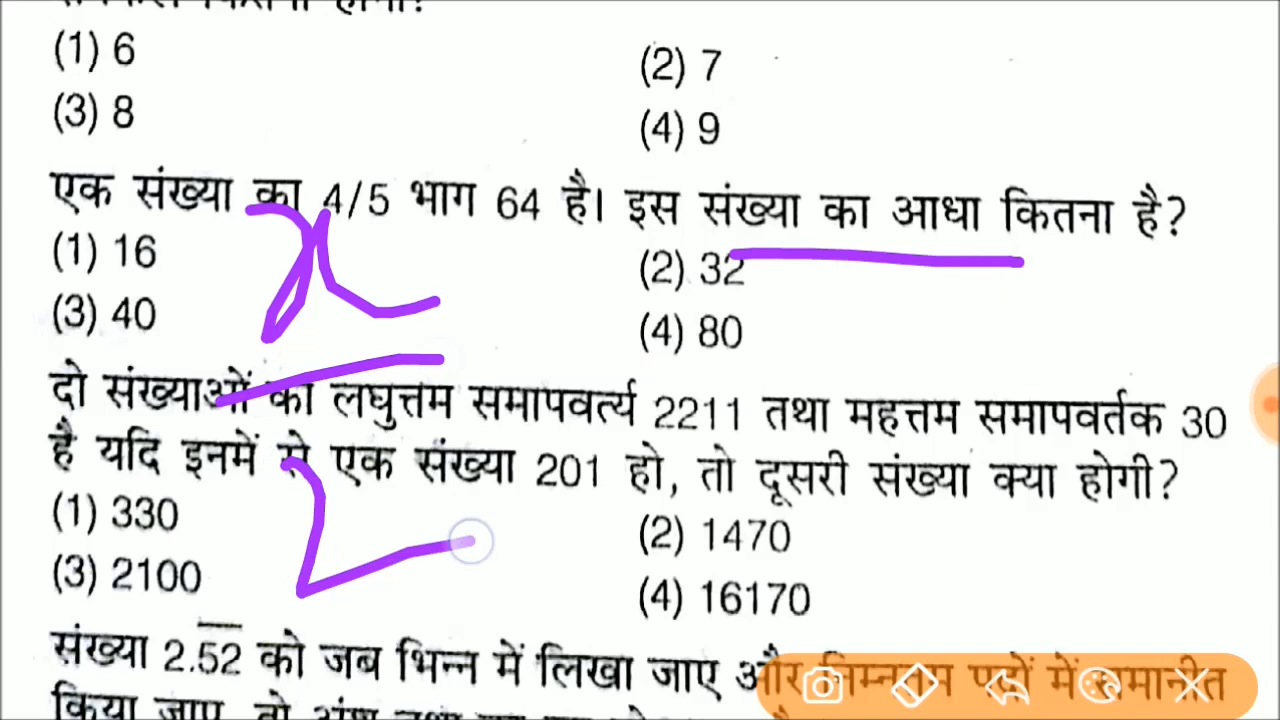 (1) 6
(2) 7
(3) 8
(4) 9
एक संख्या का 4/5 भाग 64 है। इस संख्या का आधा कितना है?
(1) 16
(2) 32
(3) 40
(4) 80
दो संख्याओं का लघुत्तम समापवर्त्य 2211 तथा महत्तम समापवर्तक 30
है यदि इनमें से एक संख्या 201 हो, तो दूसरी संख्या क्या होगी?
(1) 330
(2) 1470
(3) 2100
(4) 16170
संख्या 2.5̅2̅ को जब भिन्न में लिखा जाए और निम्नतम पदों में समानीत
किया जाए, तो